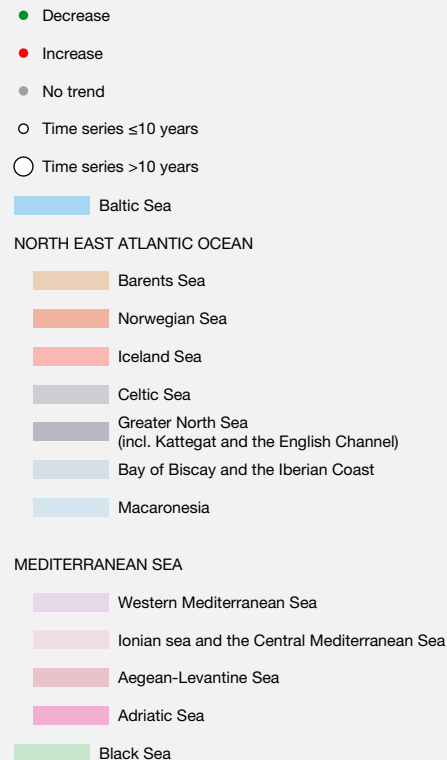 Decrease
Increase
No trend
Time series ≤10 years
Time series >10 years
Baltic Sea
NORTH EAST ATLANTIC OCEAN
Barents Sea
Norwegian Sea
Iceland Sea
Celtic Sea
Greater North Sea
(incl. Kattegat and the English Channel)
Bay of Biscay and the Iberian Coast
Macaronesia
MEDITERRANEAN SEA
Western Mediterranean Sea
Ionian sea and the Central Mediterranean Sea
Aegean-Levantine Sea
Adriatic Sea
Black Sea